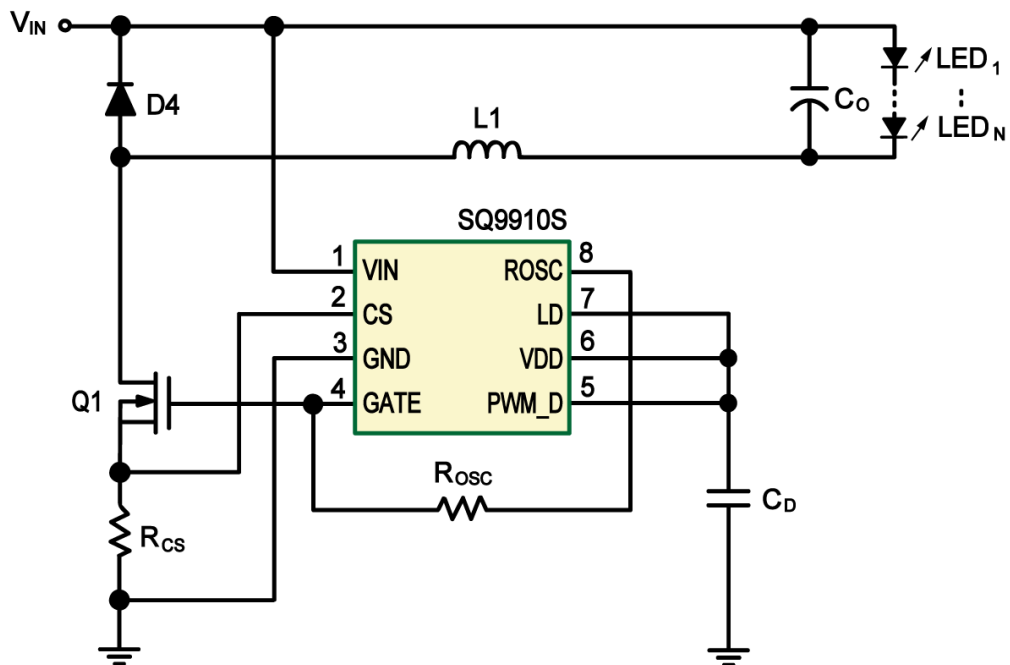 VIN
D4
L1
CO
LED1
LEDN
SQ9910S
1 VIN
2 CS
3 GND
4 GATE
ROSC 8
LD 7
VDD 6
PWM_D 5
Q1
ROSC
RCS
CD